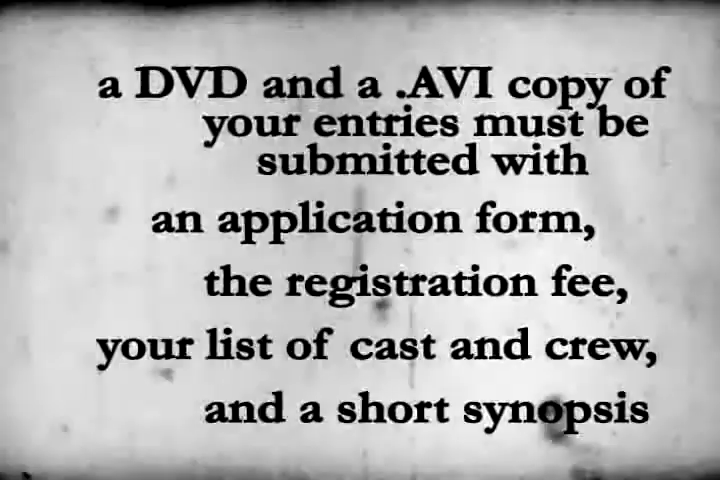 a DVD and a .AVI copy of
your entries must be
submitted with
an application form,
the registration fee,
your list of cast and crew,
and a short synopsis